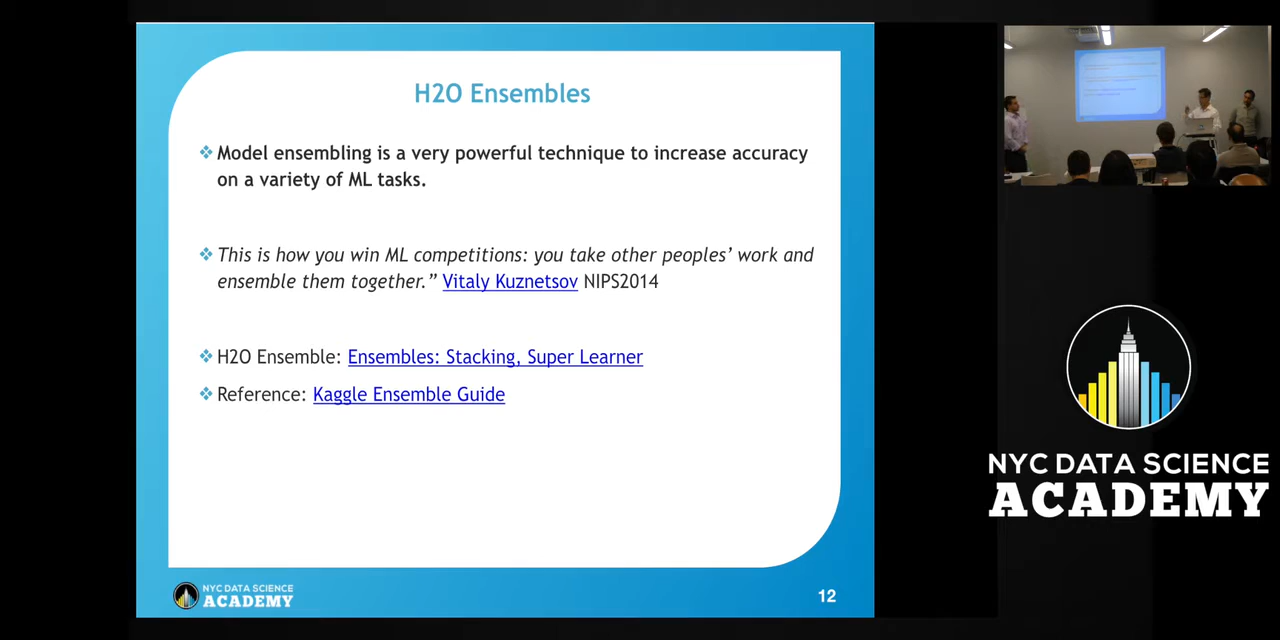 H2O Ensembles
❖ Model ensembling is a very powerful technique to increase accuracy
on a variety of ML tasks.
❖ This is how you win ML competitions: you take other peoples’ work and
ensemble them together.” Vitaly Kuznetsov NIPS2014
❖ H2O Ensemble: Ensembles: Stacking, Super Learner
❖ Reference: Kaggle Ensemble Guide
NYC DATA SCIENCE
ACADEMY
12
NYC DATA SCIENCE
ACADEMY